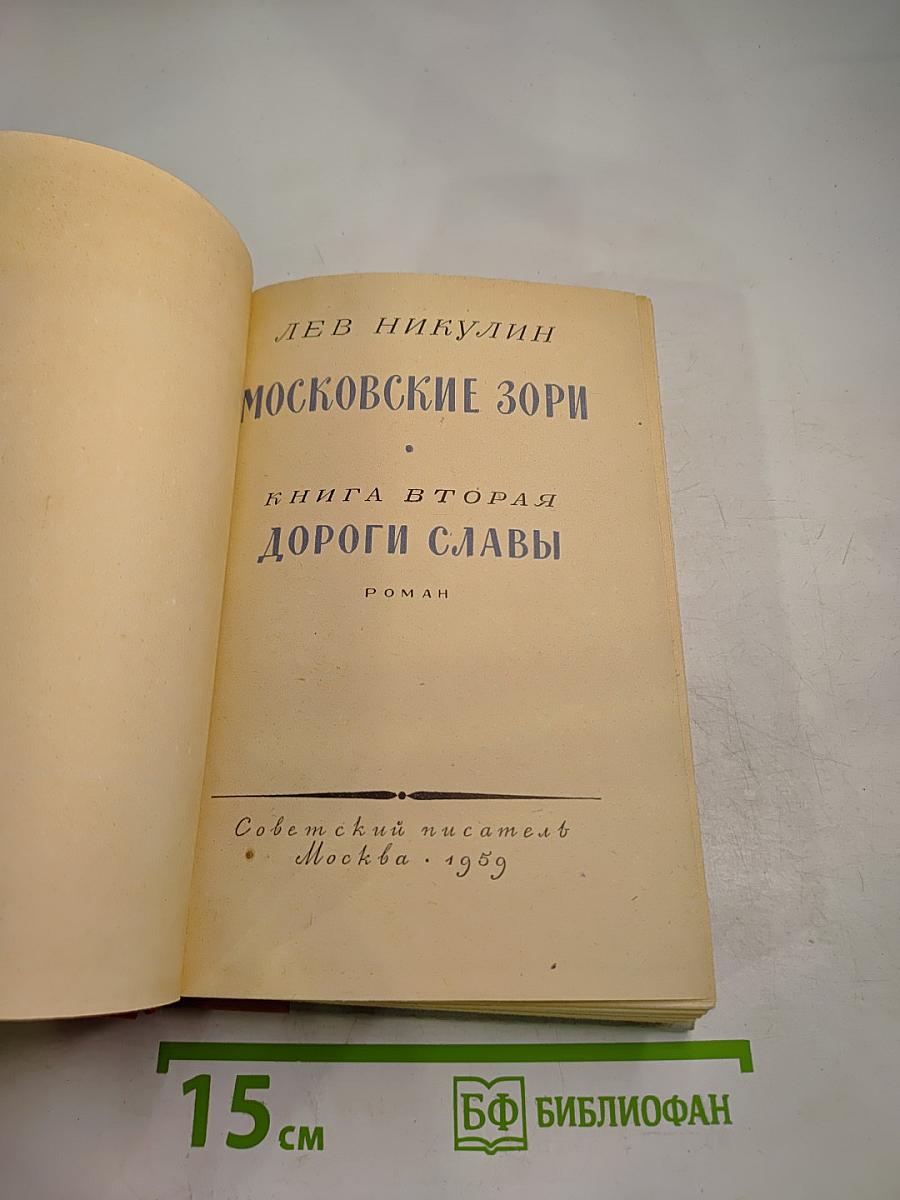 ЛЕВ НИКУЛИН
МОСКОВСКИЕ ЗОРИ
•
КНИГА ВТОРАЯ
ДОРОГИ СЛАВЫ
РОМАН
Советский писатель
Москва · 1959
15 см
БФ БИБЛИОФАН